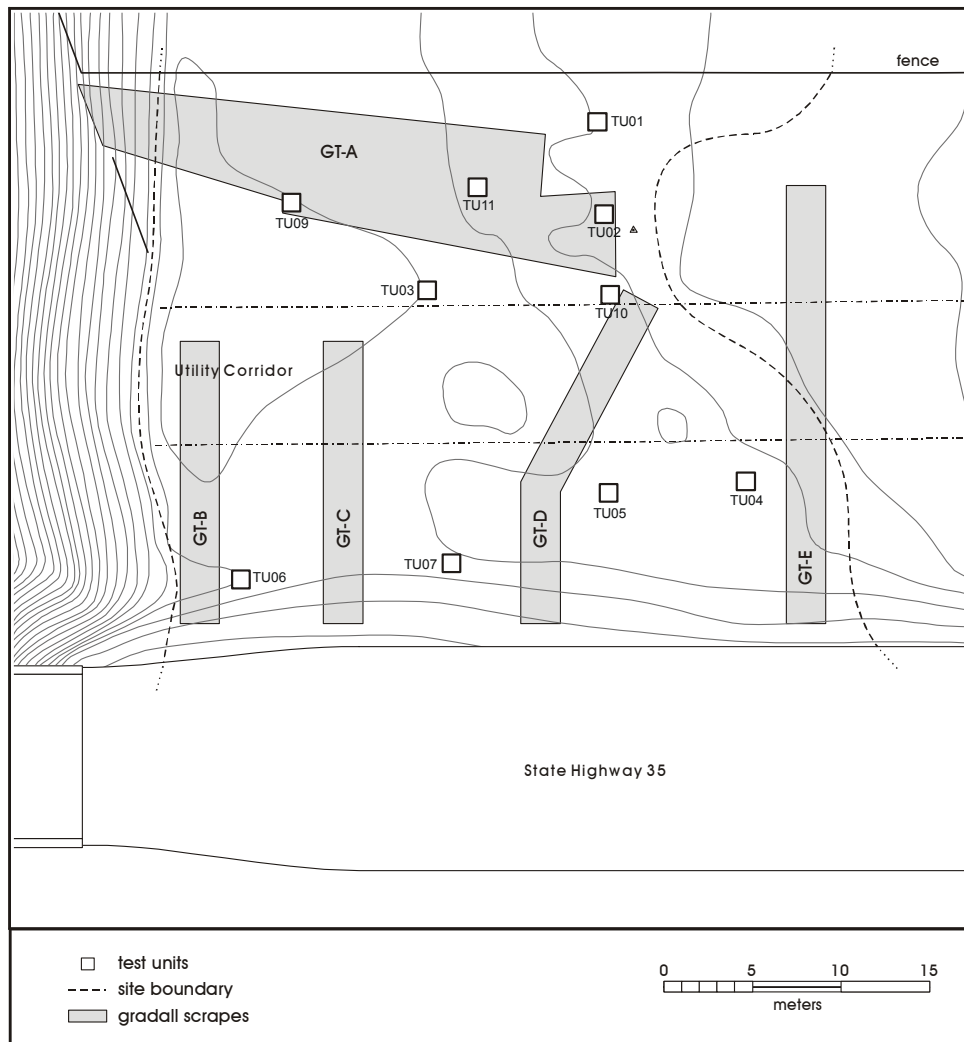 fence
TU01
GT-A
TU11
TU09
TU02
TU03
TU10
Utility Corridor
TU04
TU05
GT-B
GT-C
GT-D
GT-E
TU07
TU06
State Highway 35
test units
site boundary
gradall scrapes
0 5 10 15
meters